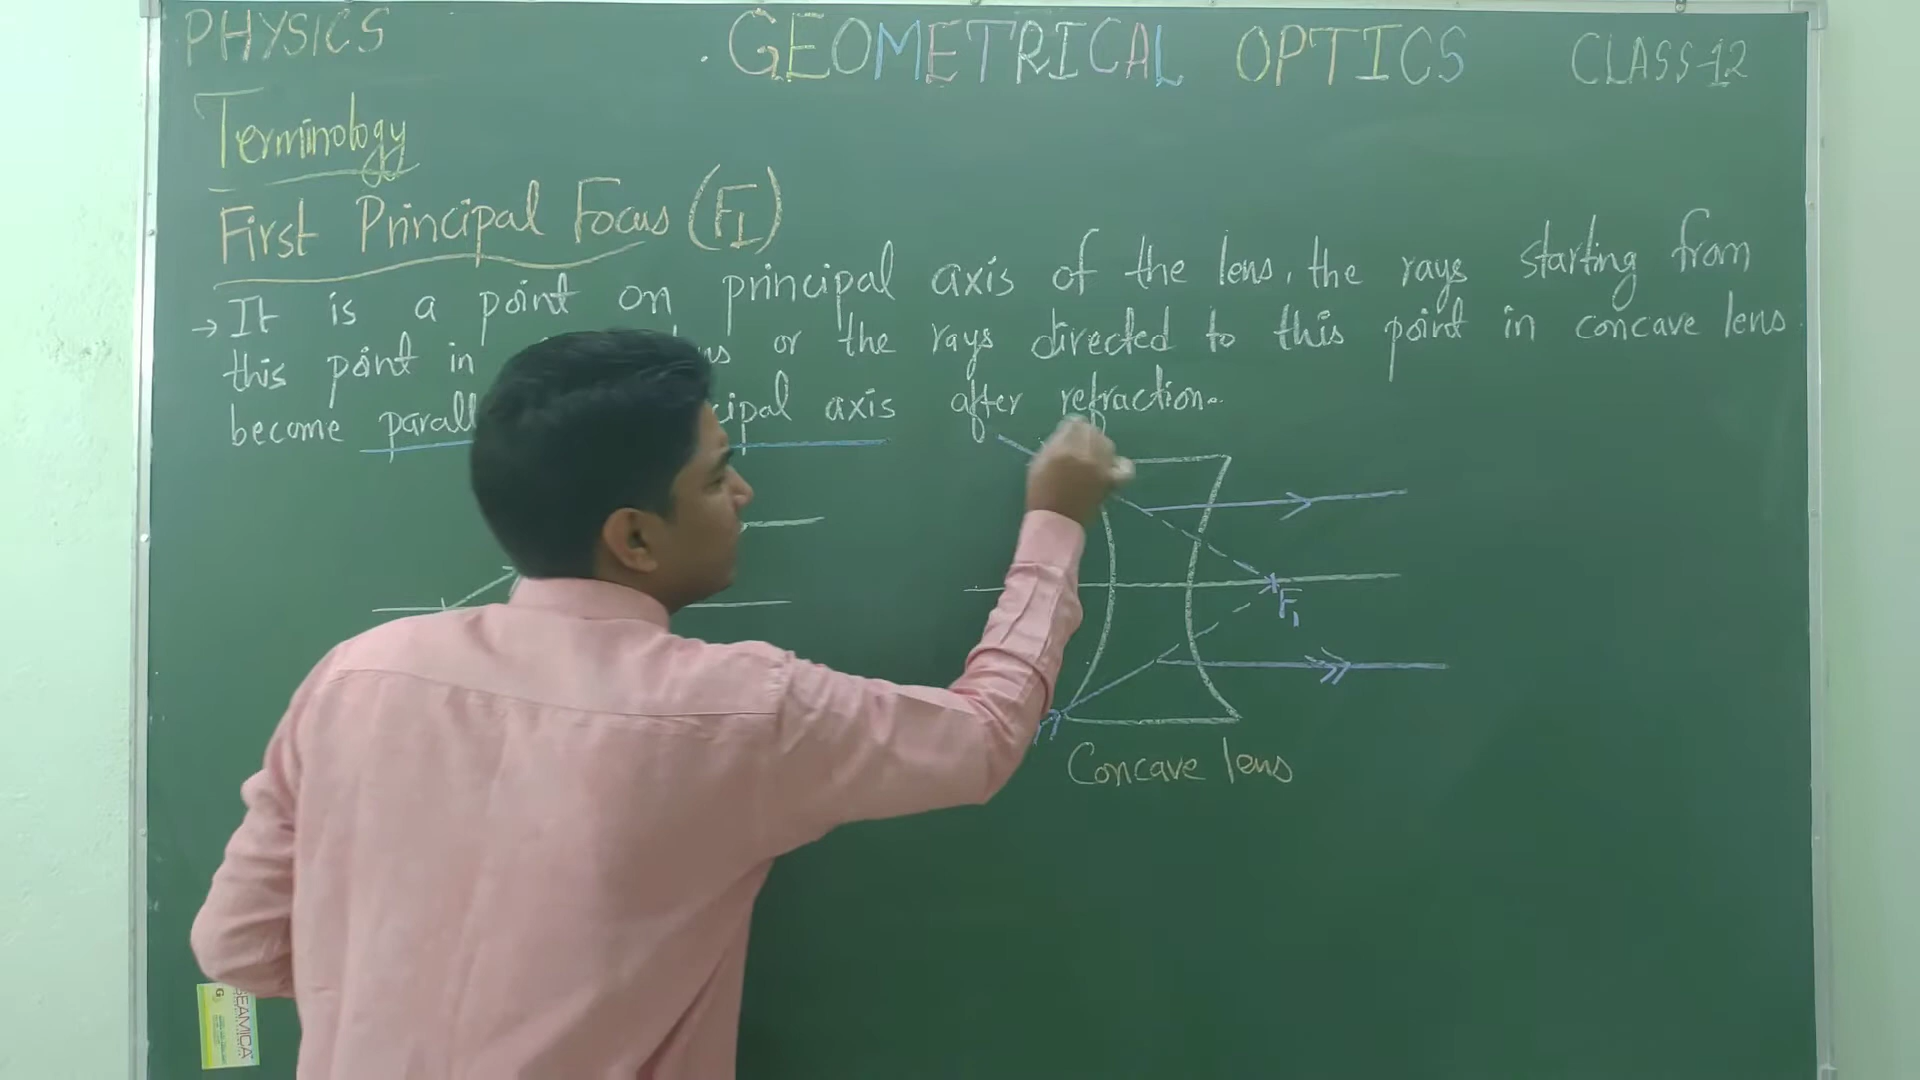 PHYSICS
GEOMETRICAL OPTICS
CLASS-12
Terminology
First Principal Focus (F1)
→ It is a point on principal axis of the lens, the rays starting from
this point in or the rays directed to this point in concave lens
become axis after refraction.
F1
Concave lens
SEAMICA
G